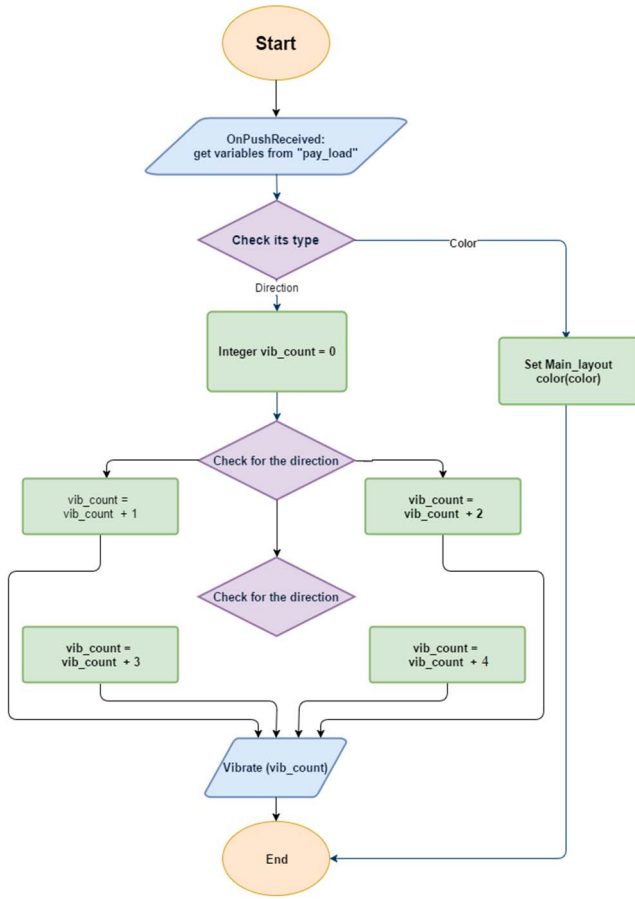 Start
OnPushReceived:
get variables from "pay_load"
Check its type
Color
Direction
Integer vib_count = 0
Set Main_layout
color(color)
Check for the direction
vib_count =
vib_count + 1
vib_count =
vib_count + 2
Check for the direction
vib_count =
vib_count + 3
vib_count =
vib_count + 4
Vibrate (vib_count)
End